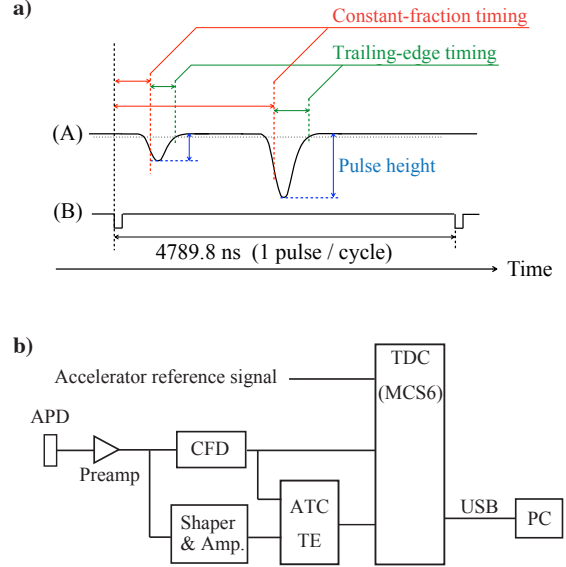 a)
Constant-fraction timing
Trailing-edge timing
(A)
Pulse height
(B)
4789.8 ns (1 pulse / cycle)
Time
b)
TDC
(MCS6)
Accelerator reference signal
APD
Preamp
CFD
Shaper
& Amp.
ATC
TE
USB
PC